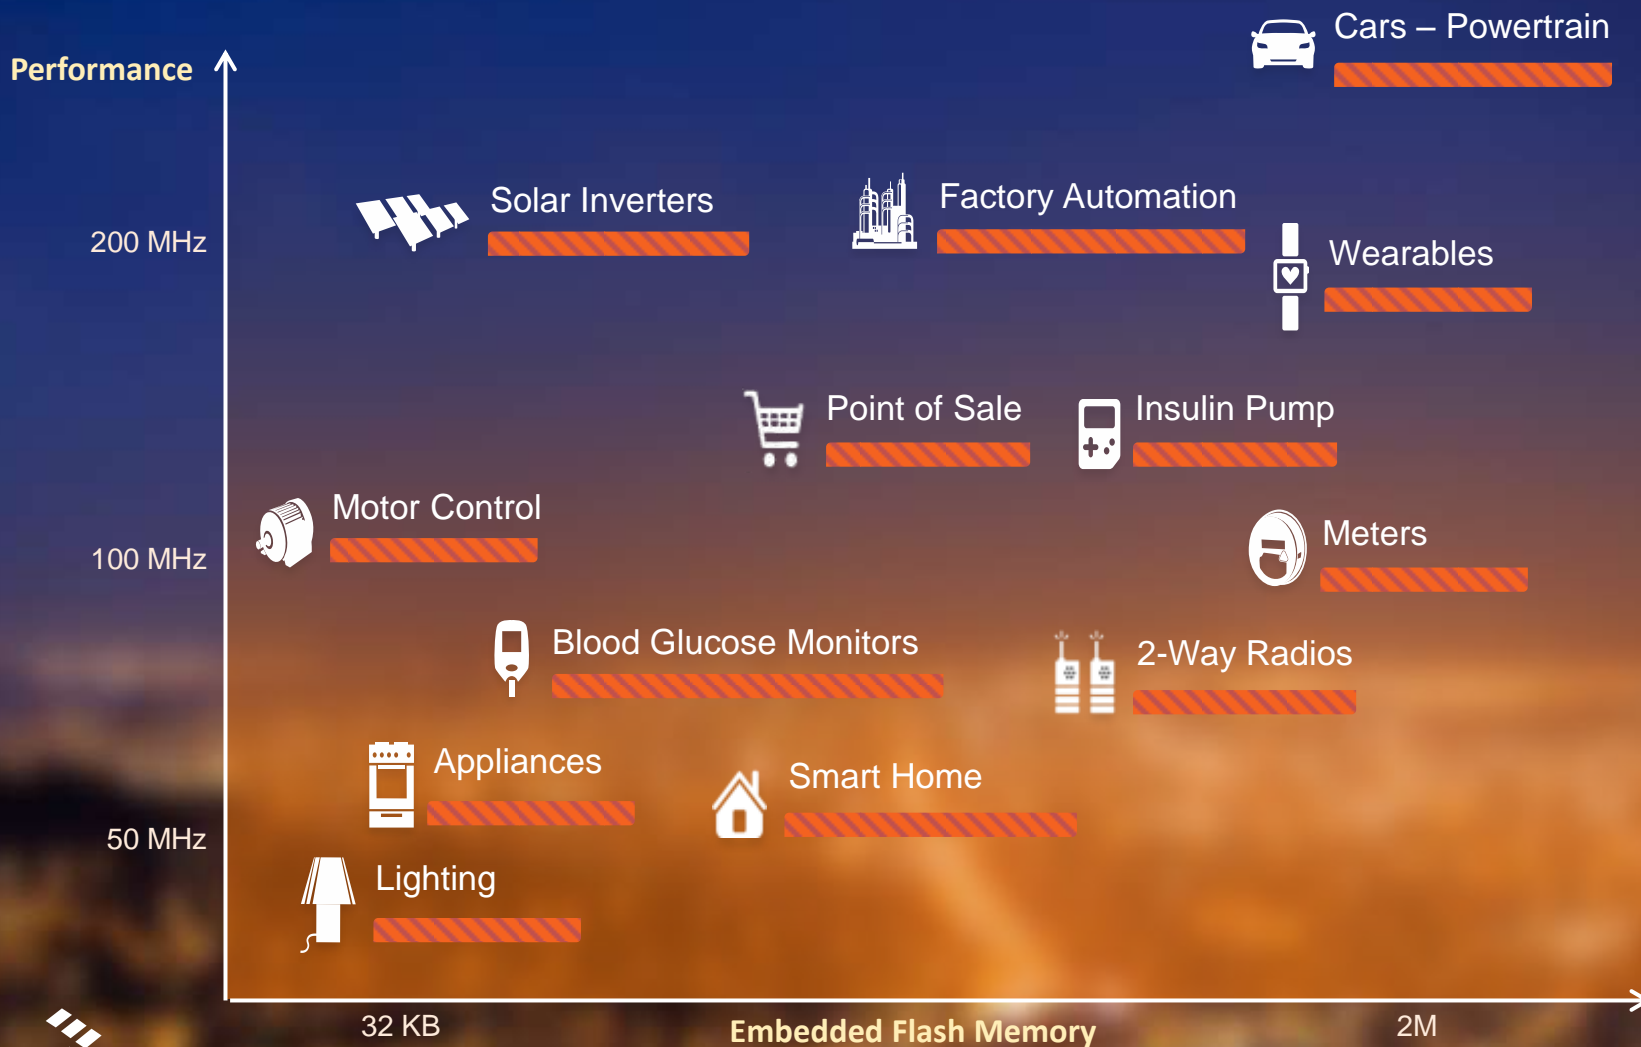 Cars – Powertrain
Performance
Solar Inverters
Factory Automation
200 MHz
Wearables
Point of Sale
Insulin Pump
Motor Control
Meters
100 MHz
Blood Glucose Monitors
2-Way Radios
Appliances
Smart Home
50 MHz
Lighting
32 KB
Embedded Flash Memory
2M